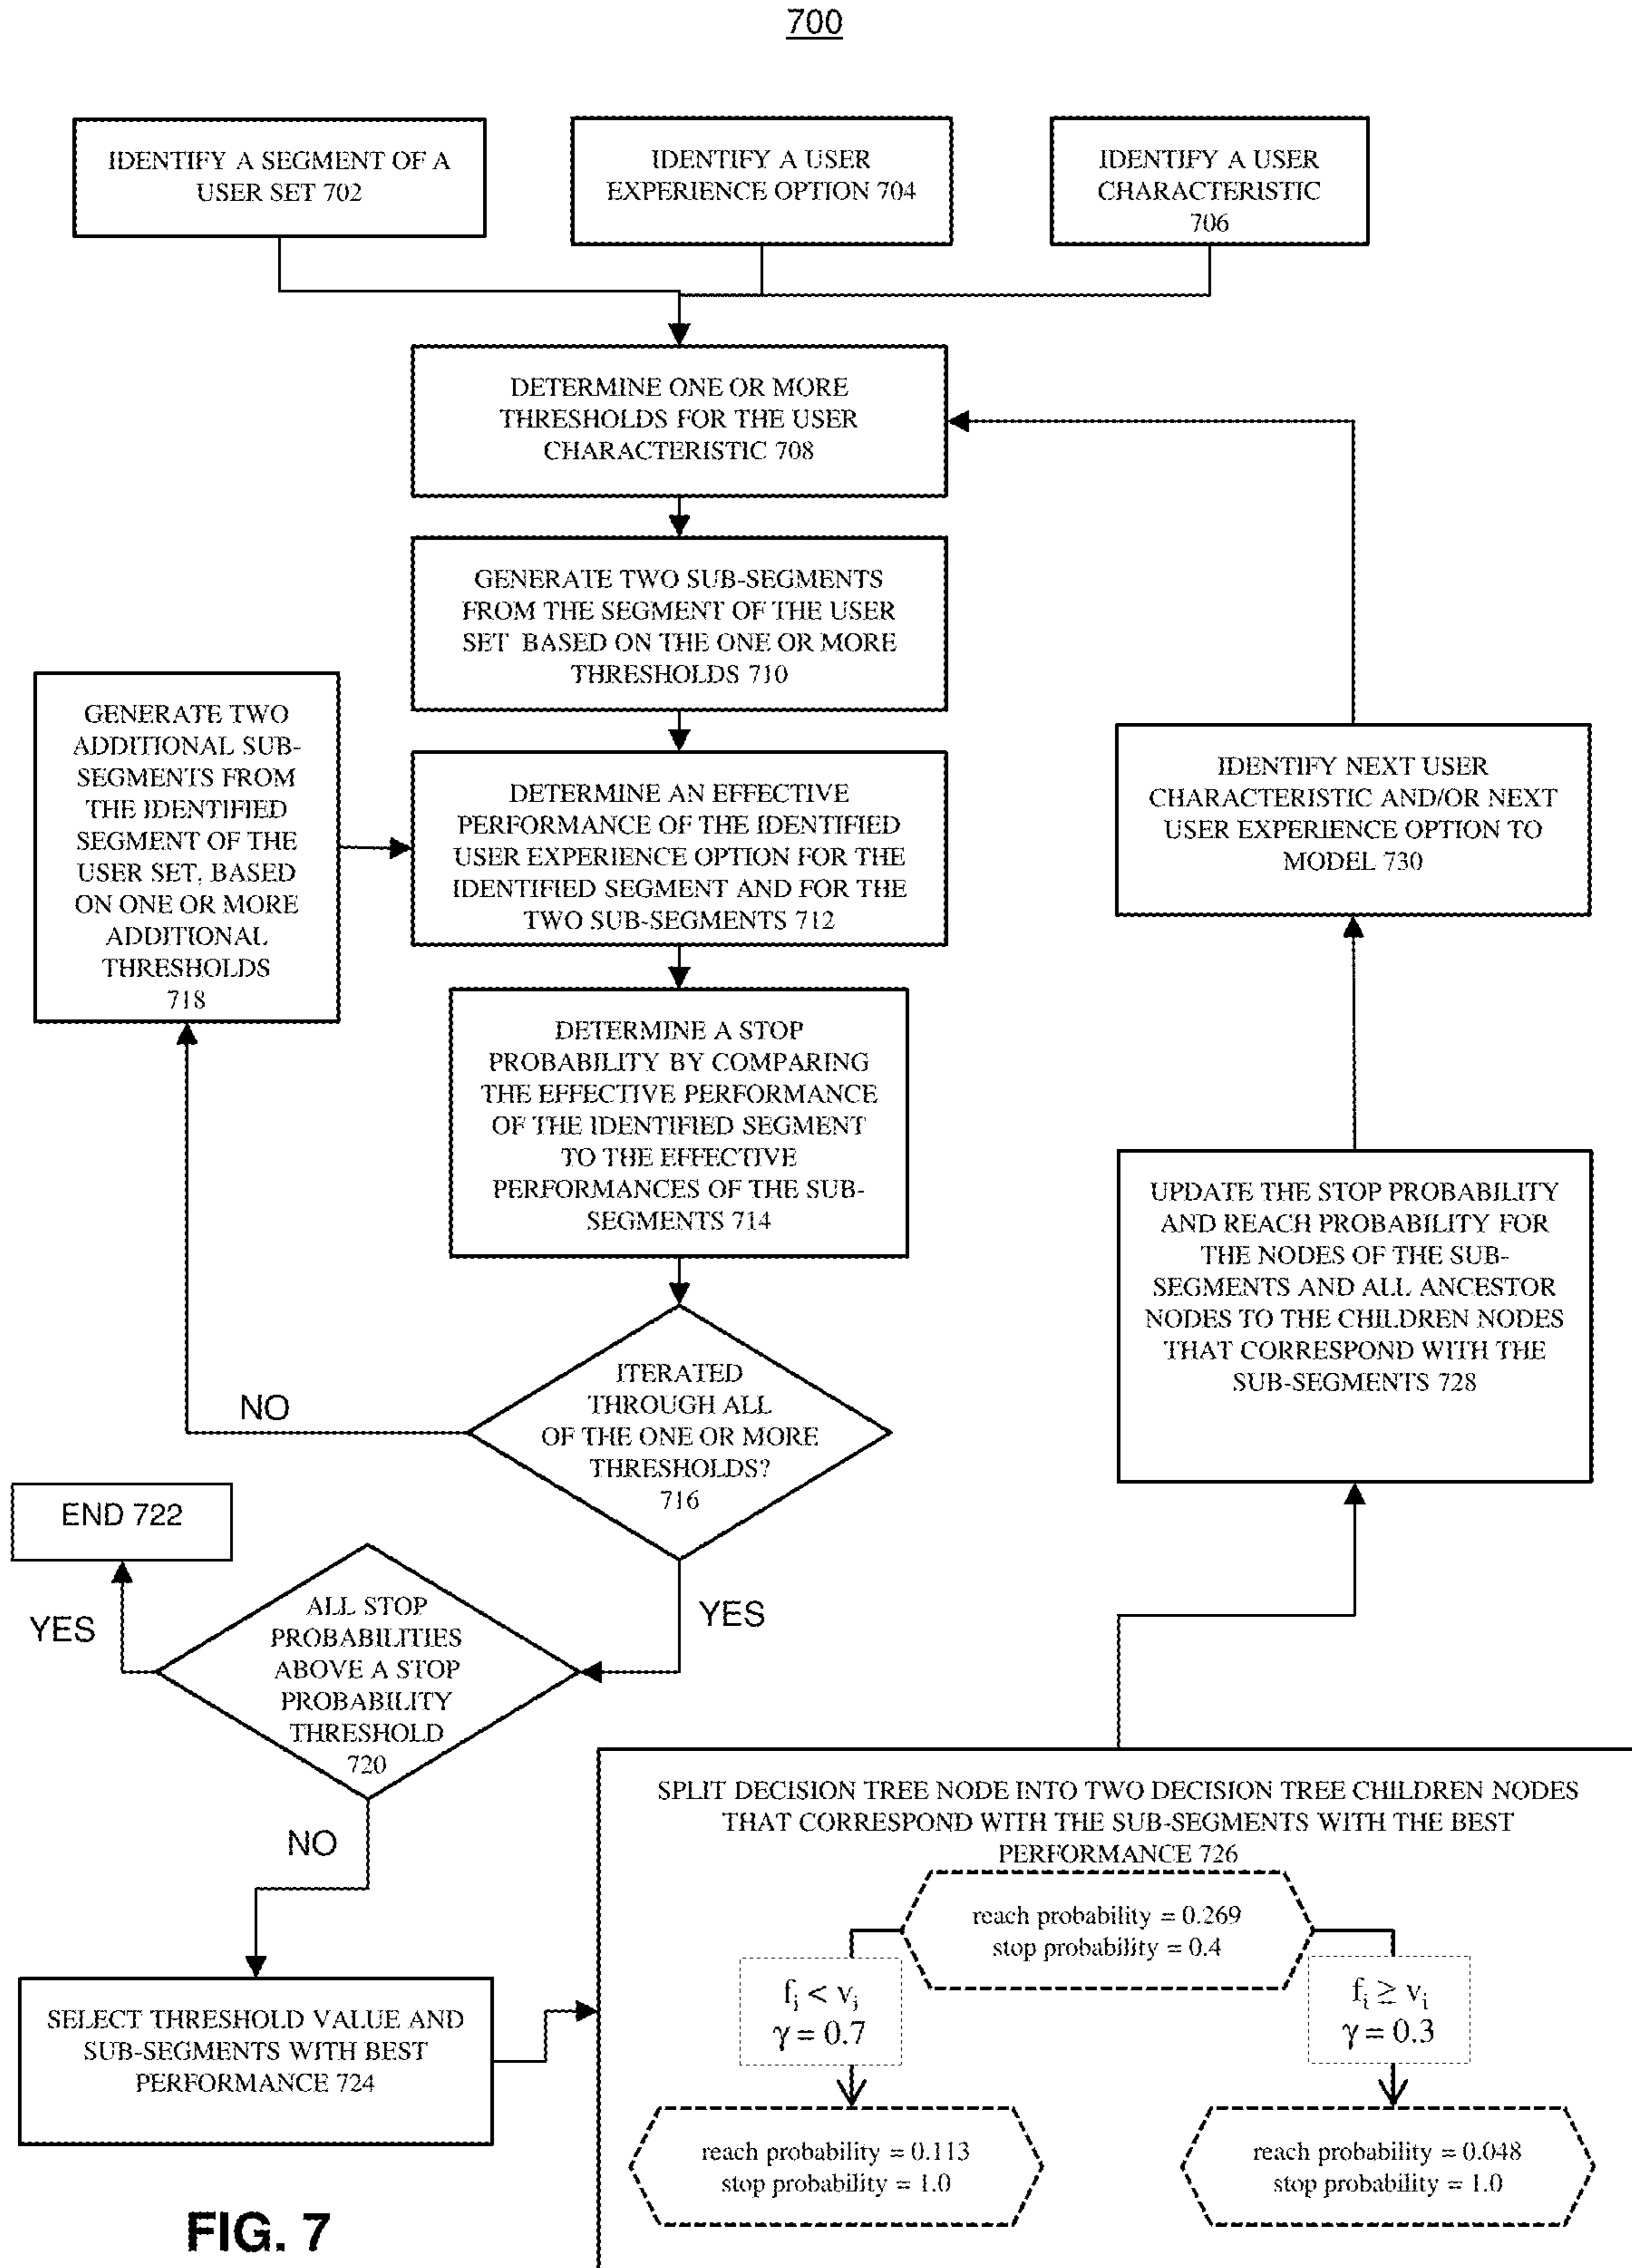 700
IDENTIFY A SEGMENT OF A
USER SET 702
IDENTIFY A USER
EXPERIENCE OPTION 704
IDENTIFY A USER
CHARACTERISTIC
706
DETERMINE ONE OR MORE
THRESHOLDS FOR THE USER
CHARACTERISTIC 708
GENERATE TWO SUB-SEGMENTS
FROM THE SEGMENT OF THE USER
SET BASED ON THE ONE OR MORE
THRESHOLDS 710
GENERATE TWO
ADDITIONAL SUB-
SEGMENTS FROM
THE IDENTIFIED
SEGMENT OF THE
USER SET, BASED
ON ONE OR MORE
ADDITIONAL
THRESHOLDS
718
DETERMINE AN EFFECTIVE
PERFORMANCE OF THE IDENTIFIED
USER EXPERIENCE OPTION FOR THE
IDENTIFIED SEGMENT AND FOR THE
TWO SUB-SEGMENTS 712
IDENTIFY NEXT USER
CHARACTERISTIC AND/OR NEXT
USER EXPERIENCE OPTION TO
MODEL 730
DETERMINE A STOP
PROBABILITY BY COMPARING
THE EFFECTIVE PERFORMANCE
OF THE IDENTIFIED SEGMENT
TO THE EFFECTIVE
PERFORMANCES OF THE SUB-
SEGMENTS 714
UPDATE THE STOP PROBABILITY
AND REACH PROBABILITY FOR
THE NODES OF THE SUB-
SEGMENTS AND ALL ANCESTOR
NODES TO THE CHILDREN NODES
THAT CORRESPOND WITH THE
SUB-SEGMENTS 728
ITERATED
THROUGH ALL
OF THE ONE OR MORE
THRESHOLDS?
716
NO
END 722
YES
YES
ALL STOP
PROBABILITIES
ABOVE A STOP
PROBABILITY
THRESHOLD
720
NO
SELECT THRESHOLD VALUE AND
SUB-SEGMENTS WITH BEST
PERFORMANCE 724
SPLIT DECISION TREE NODE INTO TWO DECISION TREE CHILDREN NODES
THAT CORRESPOND WITH THE SUB-SEGMENTS WITH THE BEST
PERFORMANCE 726
reach probability = 0.269
stop probability = 0.4
fᵢ < vᵢ
γ = 0.7
fᵢ ≥ vᵢ
γ = 0.3
reach probability = 0.113
stop probability = 1.0
reach probability = 0.048
stop probability = 1.0
FIG. 7